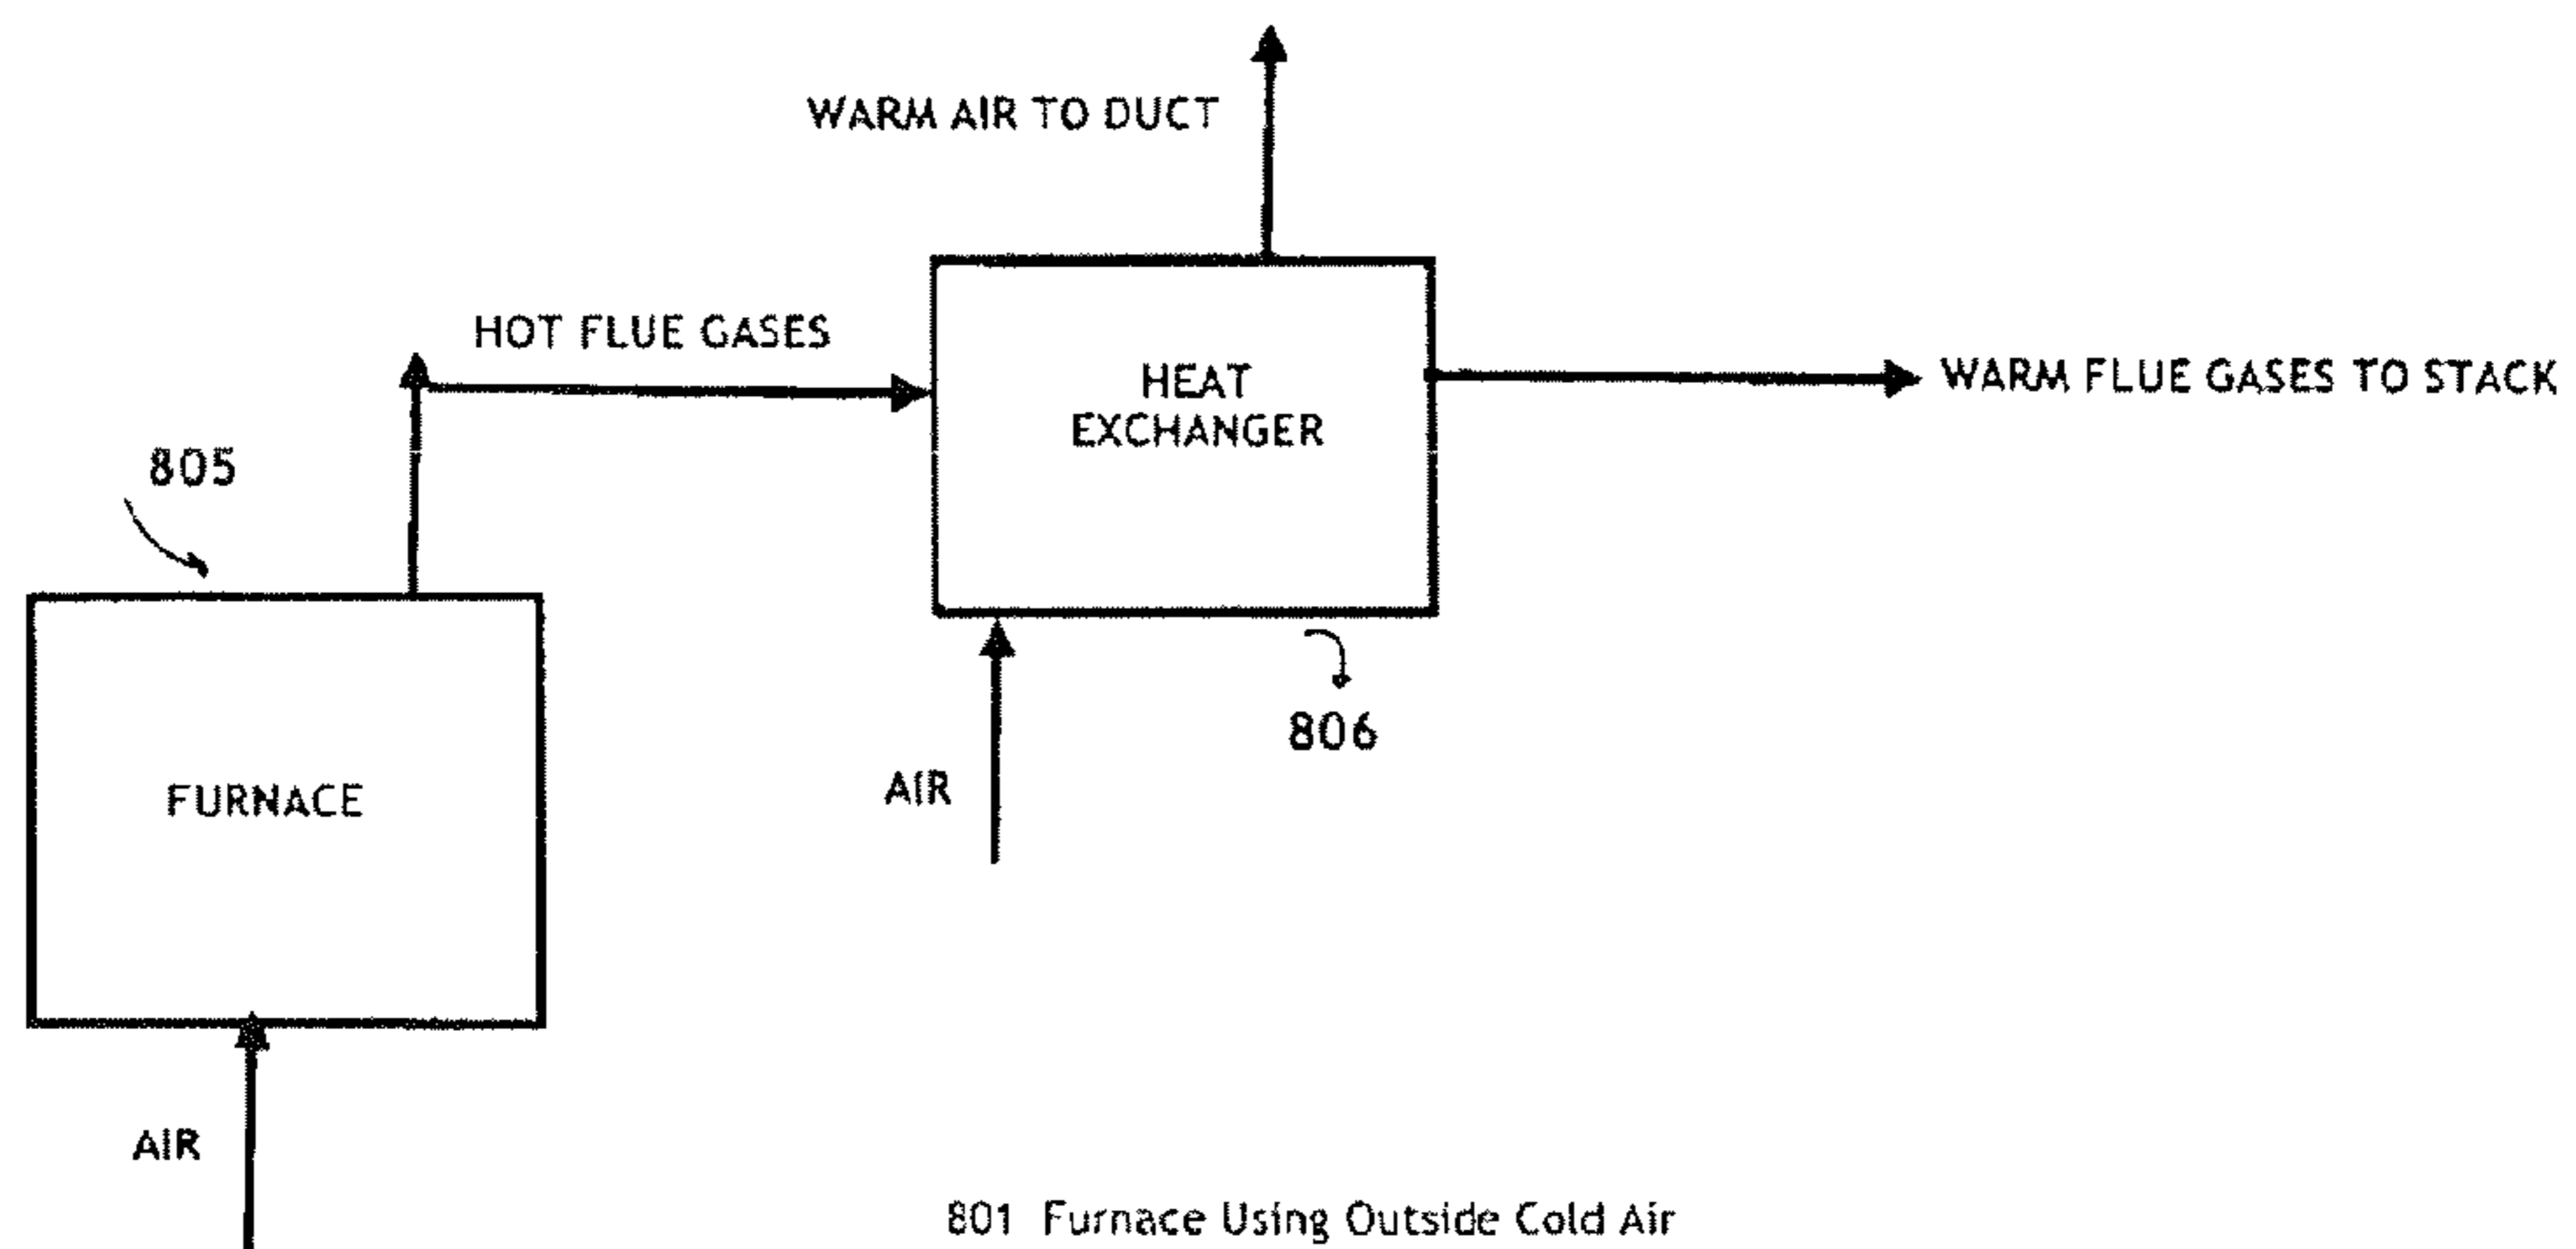 WARM AIR TO DUCT
HOT FLUE GASES
HEAT
EXCHANGER
WARM FLUE GASES TO STACK
805
806
AIR
FURNACE
AIR
801 Furnace Using Outside Cold Air